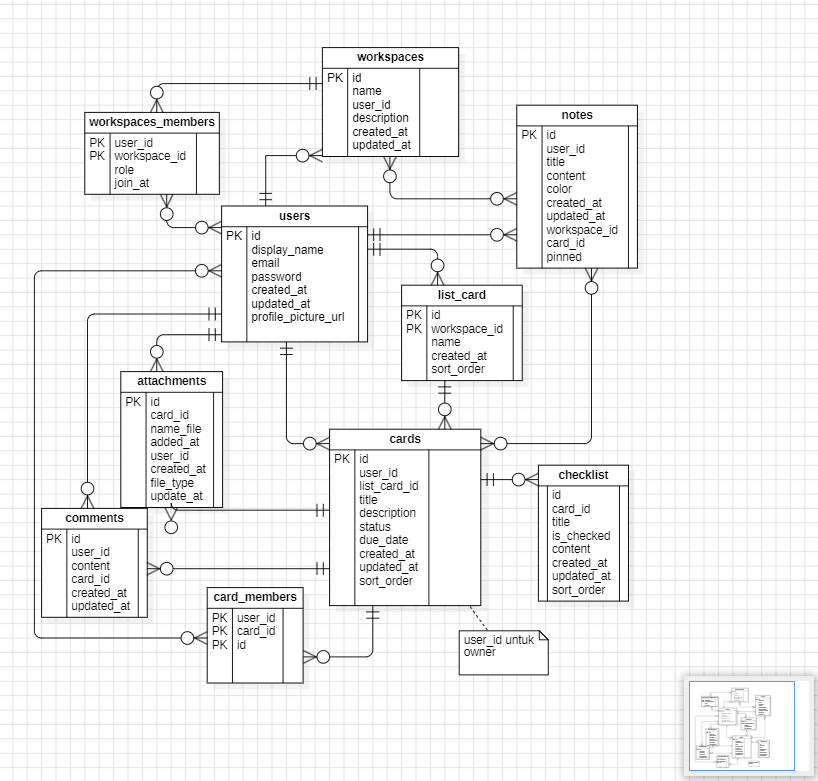 workspaces
PK id
name
user_id
description
created_at
updated_at
workspaces_members
PK user_id
PK workspace_id
role
join_at
notes
PK id
user_id
title
content
color
created_at
updated_at
workspace_id
card_id
pinned
users
PK id
display_name
email
password
created_at
updated_at
profile_picture_url
list_card
PK id
PK workspace_id
name
created_at
sort_order
attachments
PK id
card_id
name_file
added_at
user_id
created_at
file_type
update_at
cards
PK id
user_id
list_card_id
title
description
status
due_date
created_at
updated_at
sort_order
checklist
id
card_id
title
is_checked
content
created_at
updated_at
sort_order
comments
PK id
user_id
content
card_id
created_at
updated_at
card_members
PK user_id
PK card_id
PK id
user_id untuk
owner